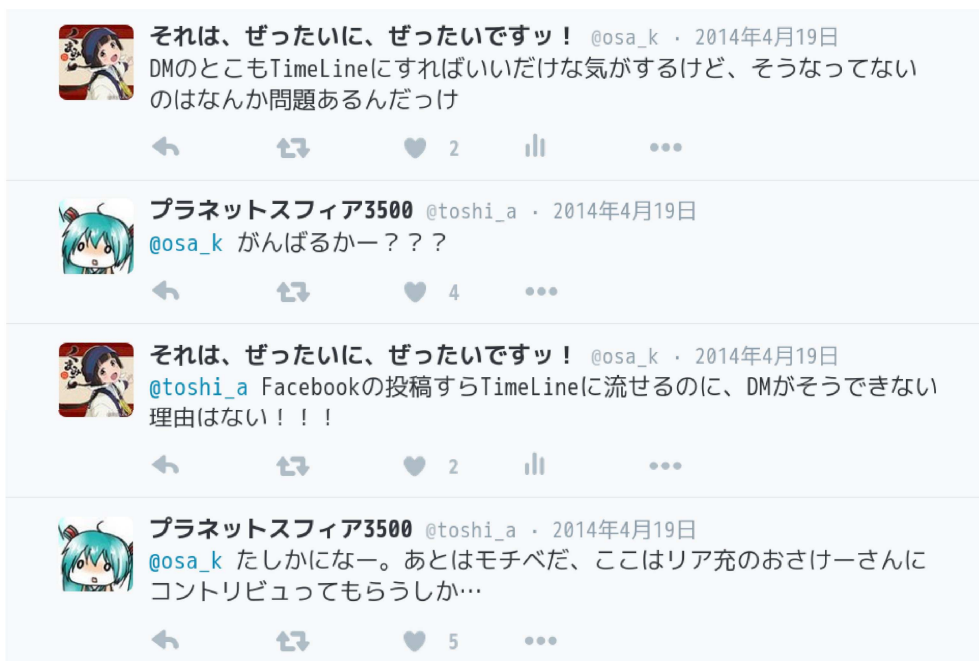 それは、ぜったいに、ぜったいですッ！ @osa_k · 2014年4月19日
DMのとこもTimeLineにすればいいだけな気がするけど、そうなってない
のはなんか問題あるんだっけ
2
プラネットスフィア3500 @toshi_a · 2014年4月19日
@osa_k がんばるかー？？？
4
それは、ぜったいに、ぜったいですッ！ @osa_k · 2014年4月19日
@toshi_a Facebookの投稿すらTimeLineに流せるのに、DMがそうできない
理由はない！！！
2
プラネットスフィア3500 @toshi_a · 2014年4月19日
@osa_k たしかになー。あとはモチベだ、ここはリア充のおさけーさんに
コントリビュってもらうしか…
5